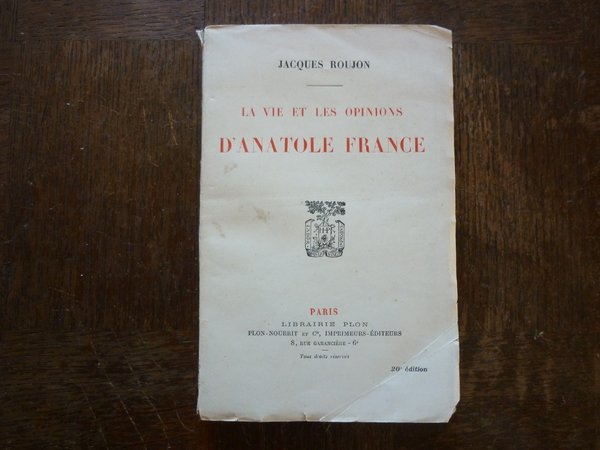 JACQUES ROUJON
LA VIE ET LES OPINIONS
D'ANATOLE FRANCE
PARIS
LIBRAIRIE PLON
PLON-NOURRIT ET Cie, IMPRIMEURS-ÉDITEURS
8, RUE GARANCIÈRE - 6e
Tous droits réservés
20e édition